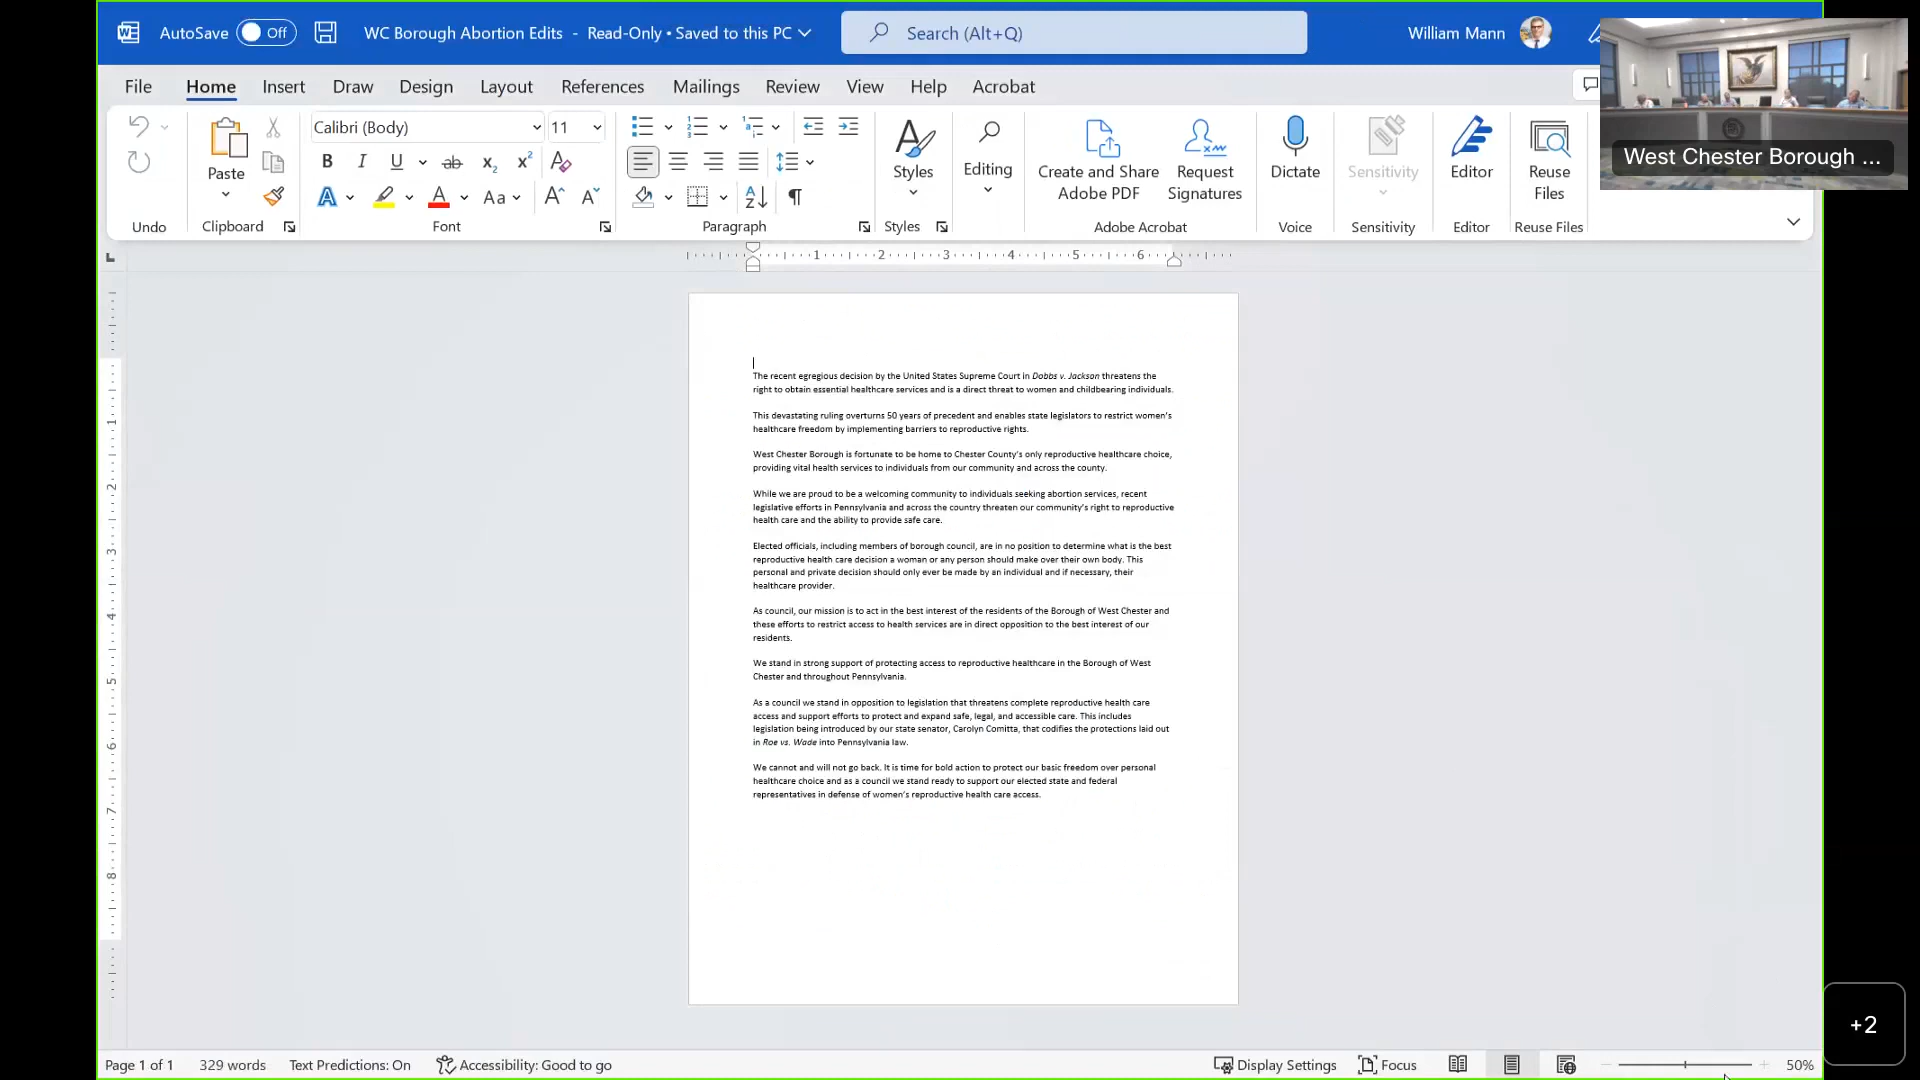 AutoSave Off WC Borough Abortion Edits - Read-Only • Saved to this PC Search (Alt+Q) William Mann
File Home Insert Draw Design Layout References Mailings Review View Help Acrobat
West Chester Borough ...
Calibri (Body) 11
Paste Styles Editing Create and Share Adobe PDF Request Signatures Dictate Sensitivity Editor Reuse Files
Undo Clipboard Font Paragraph Styles Adobe Acrobat Voice Sensitivity Editor Reuse Files
1 2 3 4 5 6
The recent egregious decision by the United States Supreme Court in Dobbs v. Jackson threatens the
right to obtain essential healthcare services and is a direct threat to women and childbearing individuals.
This devastating ruling overturns 50 years of precedent and enables state legislators to restrict women's
healthcare freedom by implementing barriers to reproductive rights.
West Chester Borough is fortunate to be home to Chester County's only reproductive healthcare choice,
providing vital health services to individuals from our community and across the county.
While we are proud to be a welcoming community to individuals seeking abortion services, recent
legislative efforts in Pennsylvania and across the country threaten our community's right to reproductive
health care and the ability to provide safe care.
Elected officials, including members of borough council, are in no position to determine what is the best
reproductive health care decision a woman or any person should make over their own body. This
personal and private decision should only ever be made by an individual and if necessary, their
healthcare provider.
As council, our mission is to act in the best interest of the residents of the Borough of West Chester and
these efforts to restrict access to health services are in direct opposition to the best interest of our
residents.
We stand in strong support of protecting access to reproductive healthcare in the Borough of West
Chester and throughout Pennsylvania.
As a council we stand in opposition to legislation that threatens complete reproductive health care
access and support efforts to protect and expand safe, legal, and accessible care. This includes
legislation being introduced by our state senator, Carolyn Comitta, that codifies the protections laid out
in Roe vs. Wade into Pennsylvania law.
We cannot and will not go back. It is time for bold action to protect our basic freedom over personal
healthcare choice and as a council we stand ready to support our elected state and federal
representatives in defense of women's reproductive health care access.
1
2
3
4
5
6
7
8
+2
Page 1 of 1 329 words Text Predictions: On Accessibility: Good to go Display Settings Focus 50%